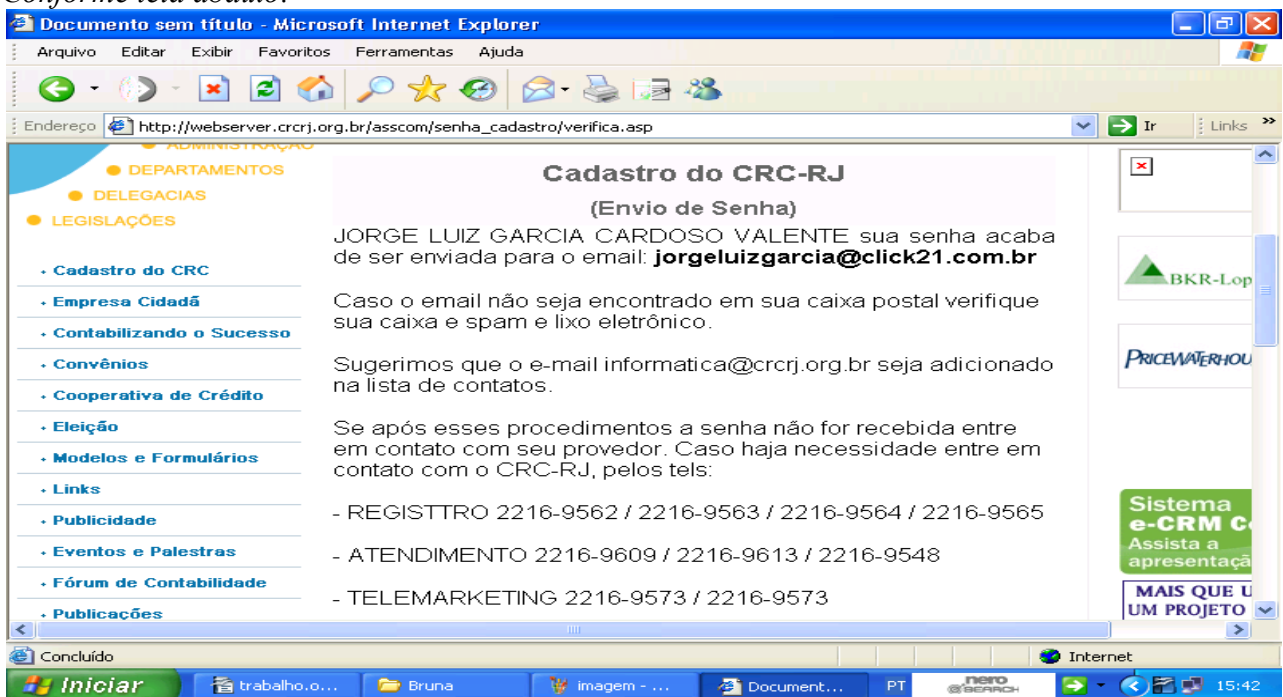 Conforme tela abaixo:
Documento sem título - Microsoft Internet Explorer
Arquivo Editar Exibir Favoritos Ferramentas Ajuda
Endereço http://webserver.crcrj.org.br/asscom/senha_cadastro/verifica.asp Ir Links
ADMINISTRAÇÃO
DEPARTAMENTOS
DELEGACIAS
LEGISLAÇÕES
Cadastro do CRC
Empresa Cidadã
Contabilizando o Sucesso
Convênios
Cooperativa de Crédito
Eleição
Modelos e Formulários
Links
Publicidade
Eventos e Palestras
Fórum de Contabilidade
Publicações
Cadastro do CRC-RJ
(Envio de Senha)
JORGE LUIZ GARCIA CARDOSO VALENTE sua senha acaba
de ser enviada para o email: jorgeluizgarcia@click21.com.br
Caso o email não seja encontrado em sua caixa postal verifique
sua caixa e spam e lixo eletrônico.
Sugerimos que o e-mail informatica@crcrj.org.br seja adicionado
na lista de contatos.
Se após esses procedimentos a senha não for recebida entre
em contato com seu provedor. Caso haja necessidade entre em
contato com o CRC-RJ, pelos tels:
- REGISTTRO 2216-9562 / 2216-9563 / 2216-9564 / 2216-9565
- ATENDIMENTO 2216-9609 / 2216-9613 / 2216-9548
- TELEMARKETING 2216-9573 / 2216-9573
BKR-Lop
PRICEWATERHOU
Sistema
e-CRM C
Assista a
apresentaçã
MAIS QUE U
UM PROJETO
Concluído Internet
Iniciar trabalho.o... Bruna imagem - ... Document... PT nero SEARCH 15:42